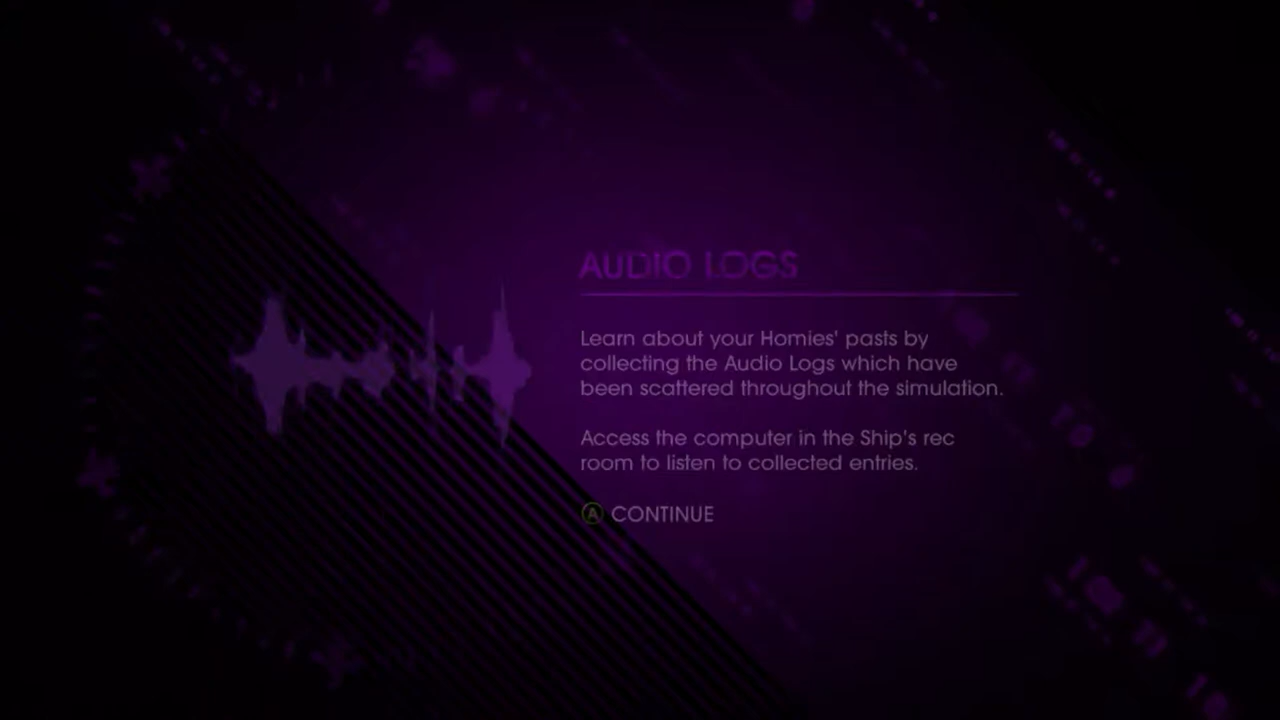 AUDIO LOGS
Learn about your Homies' pasts by
collecting the Audio Logs which have
been scattered throughout the simulation.
Access the computer in the Ship's rec
room to listen to collected entries.
A CONTINUE